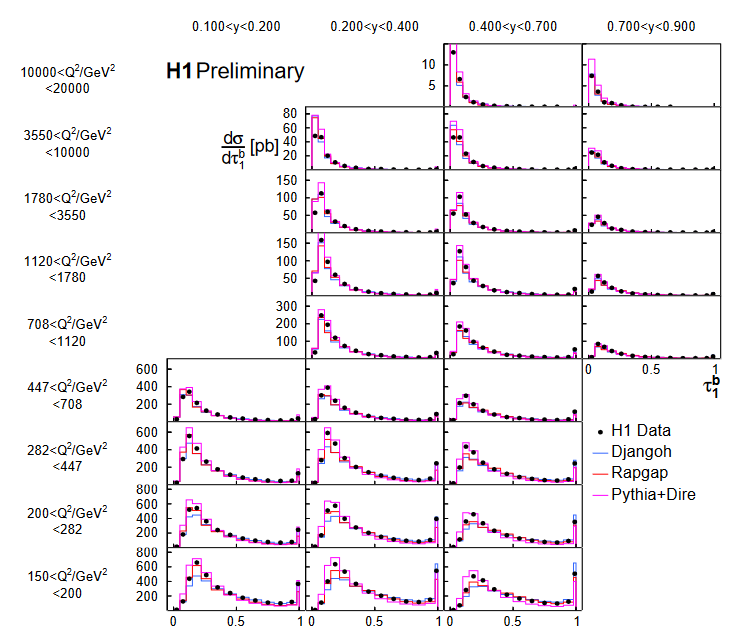 0.100<y<0.200 0.200<y<0.400 0.400<y<0.700 0.700<y<0.900
10000<Q²/GeV²
<20000
H1 Preliminary
10
5
3550<Q²/GeV²
<10000
dσ/dτ₁ᵇ [pb]
80
60
40
20
1780<Q²/GeV²
<3550
150
100
50
1120<Q²/GeV²
<1780
150
100
50
708<Q²/GeV²
<1120
300
200
100
0 0.5 1
τ₁ᵇ
447<Q²/GeV²
<708
600
400
200
H1 Data
Djangoh
Rapgap
Pythia+Dire
282<Q²/GeV²
<447
600
400
200
200<Q²/GeV²
<282
800
600
400
200
150<Q²/GeV²
<200
800
600
400
200
0 0.5 1 0 0.5 1 0 0.5 1